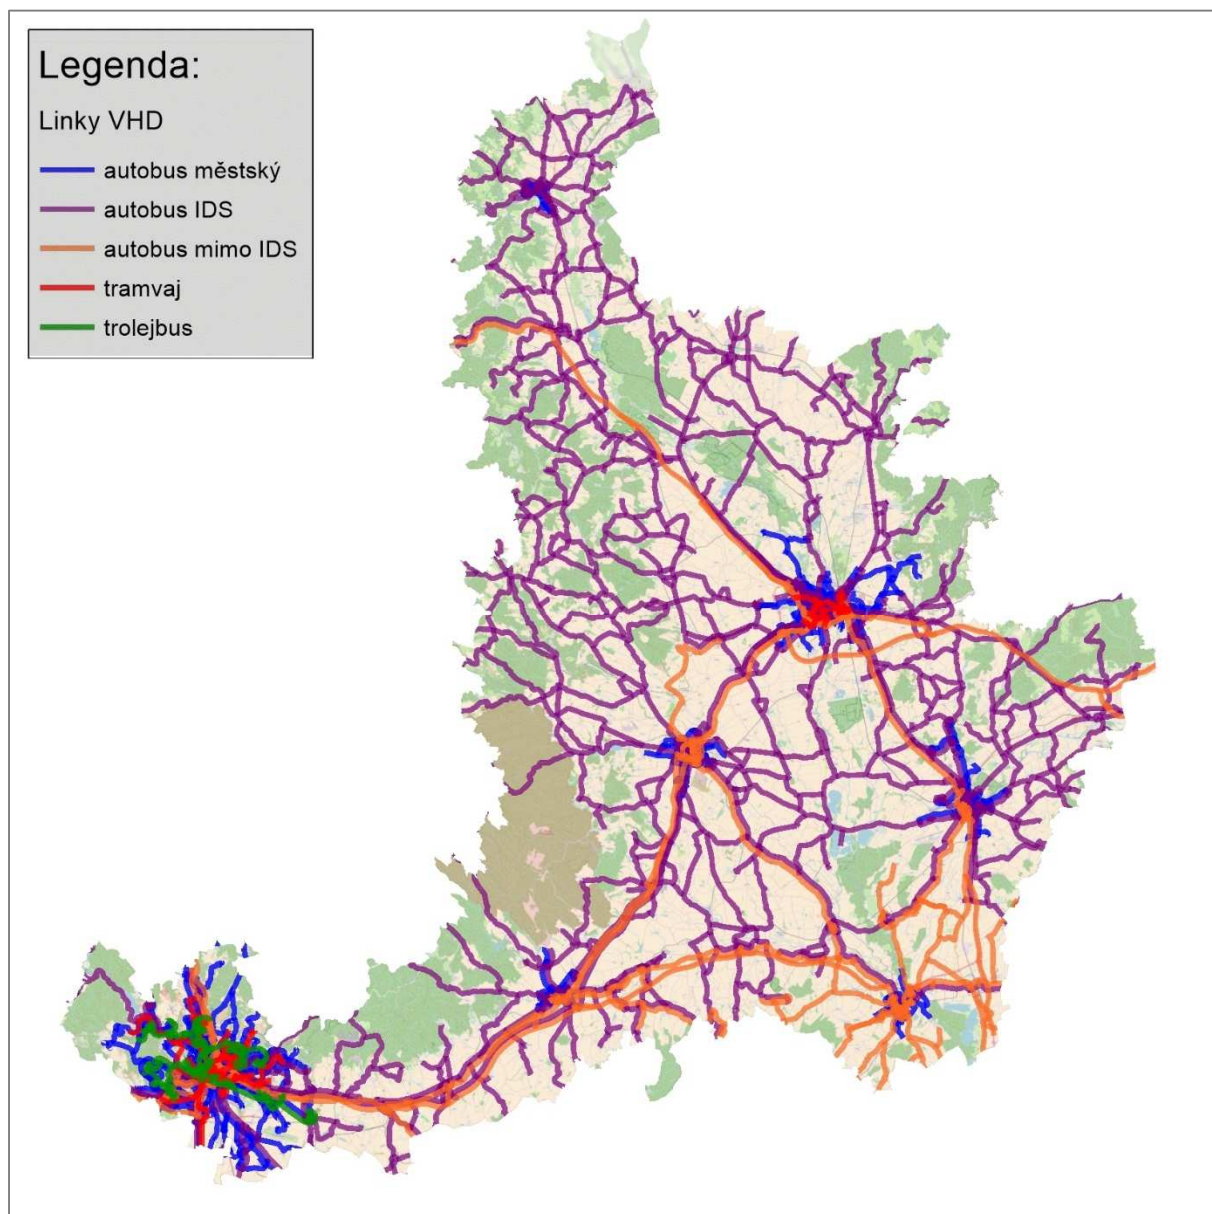 Legenda:
Linky VHD
autobus městský
autobus IDS
autobus mimo IDS
tramvaj
trolejbus